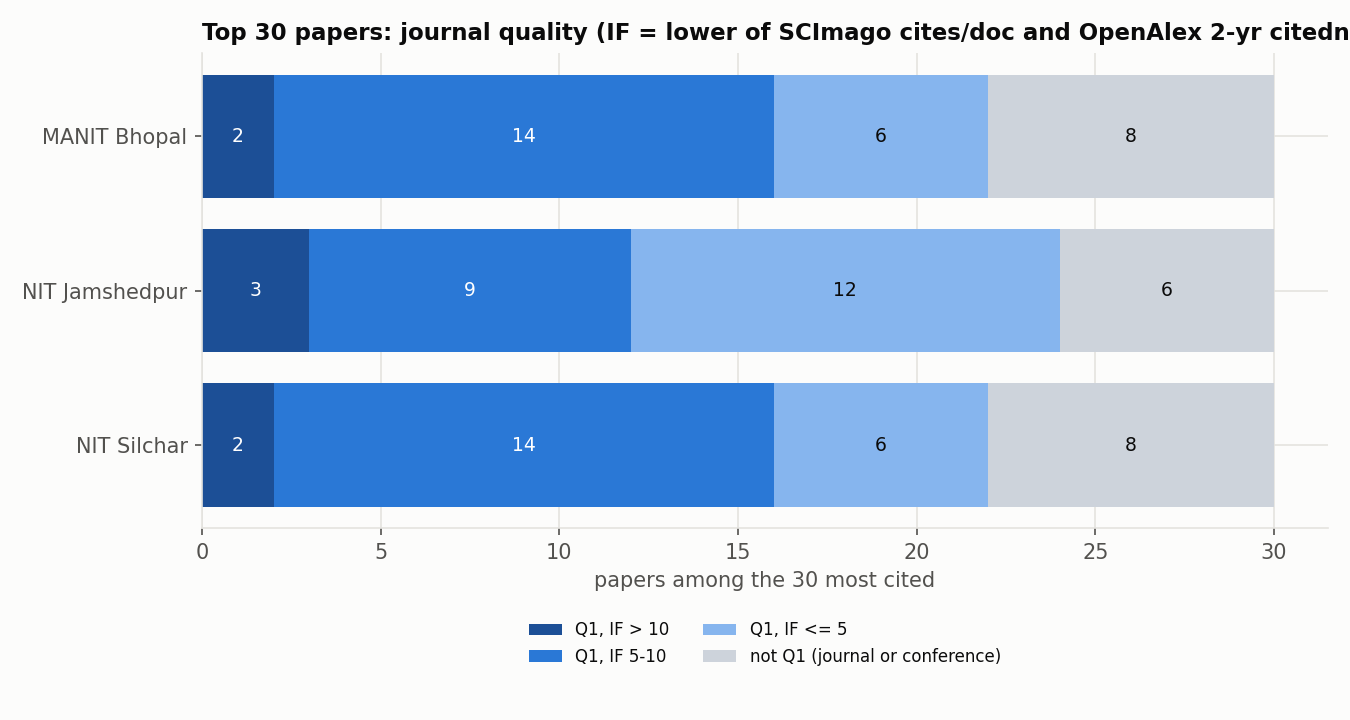 Top 30 papers: journal quality (IF = lower of SCImago cites/doc and OpenAlex 2-yr citedn
MANIT Bhopal
2 14 6 8
NIT Jamshedpur
3 9 12 6
NIT Silchar
2 14 6 8
0 5 10 15 20 25 30
papers among the 30 most cited
Q1, IF > 10
Q1, IF 5-10
Q1, IF <= 5
not Q1 (journal or conference)